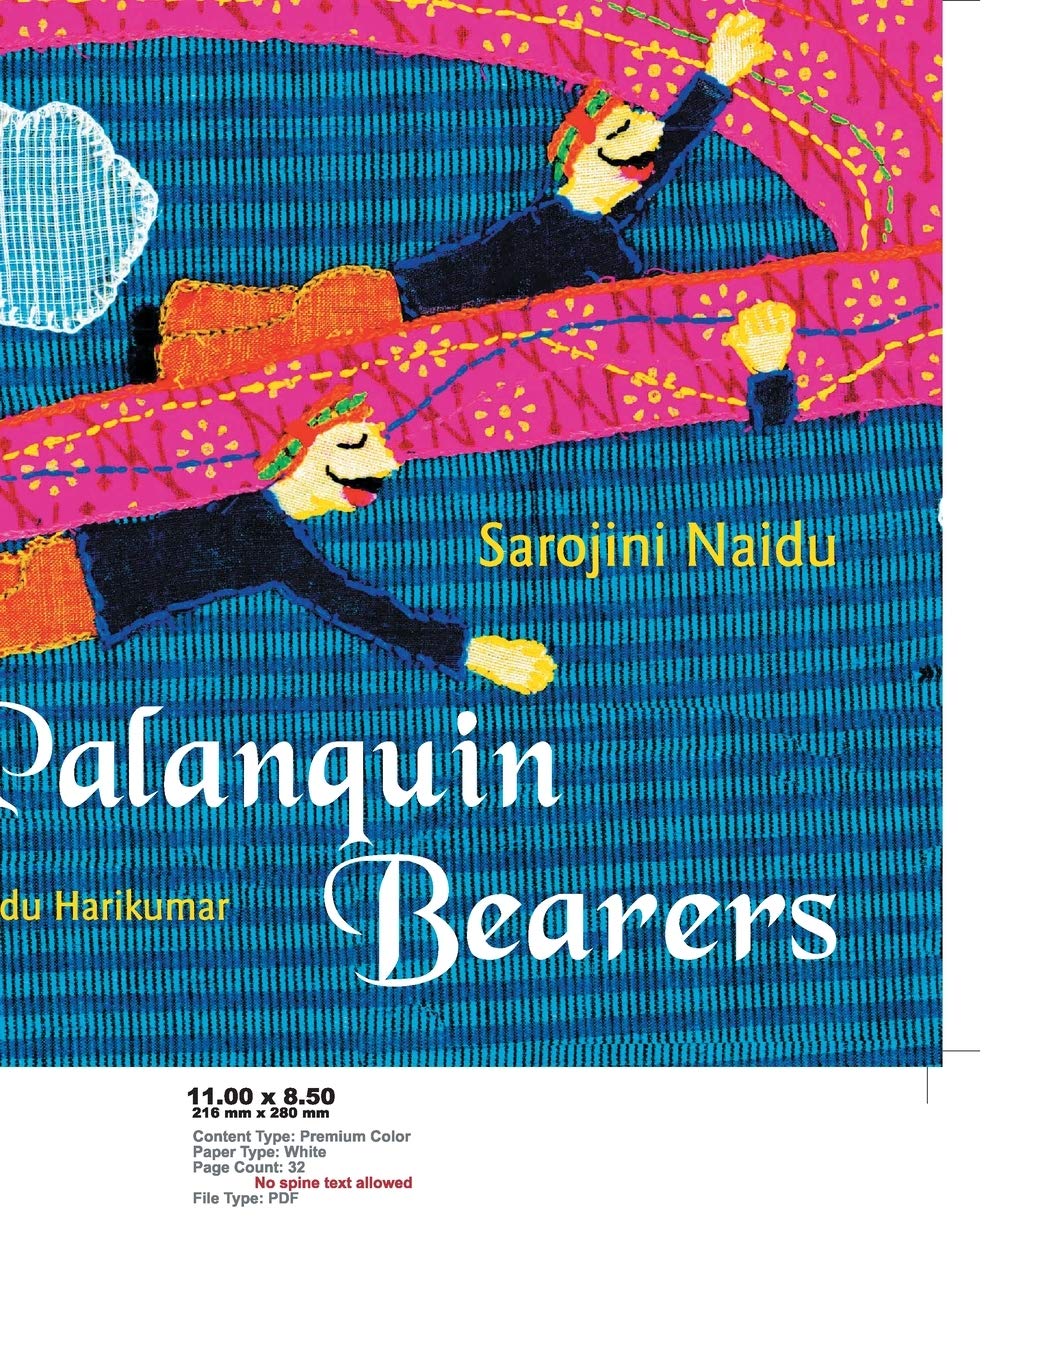 Sarojini Naidu
Palanquin
du Harikumar
Bearers
11.00 x 8.50
216 mm x 280 mm
Content Type: Premium Color
Paper Type: White
Page Count: 32
No spine text allowed
File Type: PDF